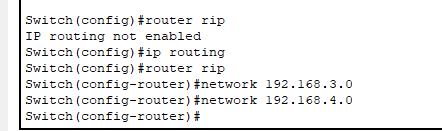 Switch(config)#router rip
IP routing not enabled
Switch(config)#ip routing
Switch(config)#router rip
Switch(config-router)#network 192.168.3.0
Switch(config-router)#network 192.168.4.0
Switch(config-router)#